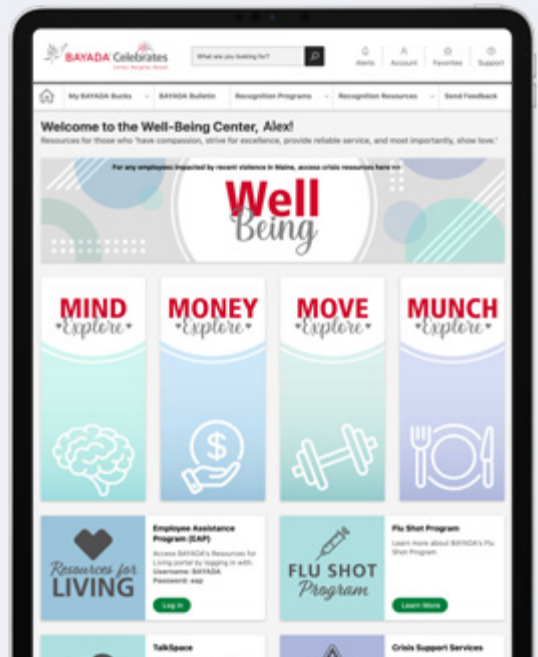 BAYADA Celebrates
What are you looking for?
Alerts
Account
Favorites
Support
My BAYADA Bucks
BAYADA Bulletin
Recognition Programs
Recognition Resources
Send Feedback
Welcome to the Well-Being Center, Alex!
Resources for those who 'have compassion, strive for excellence, provide reliable service, and most importantly, show love.'
For any employees impacted by recent violence in Maine, access crisis resources here >>
Well
Being
MIND
Explore
MONEY
Explore
MOVE
Explore
MUNCH
Explore
Resources for
LIVING
Employee Assistance
Program (EAP)
Access BAYADA's Resources for
Living portal by logging in with:
Username: BAYADA
Password: eap
Log in
FLU SHOT
Program
Flu Shot Program
Learn more about BAYADA's Flu
Shot Program
Learn More
TalkSpace
Crisis Support Services